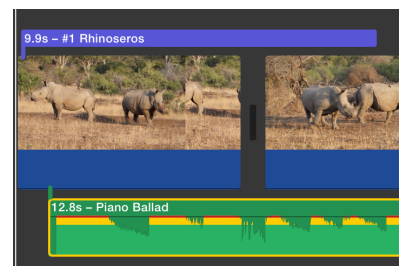 9.9s – #1 Rhinoseros
12.8s – Piano Ballad